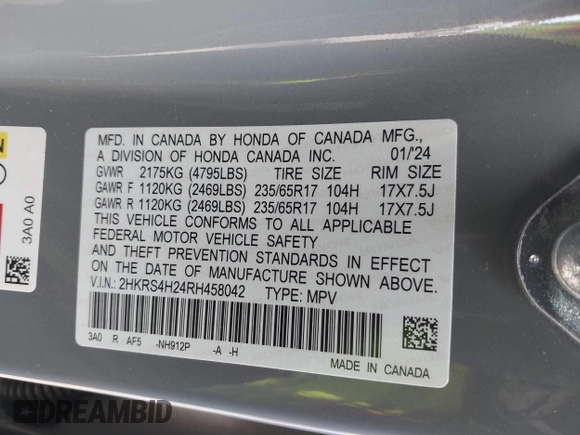 MFD. IN CANADA BY HONDA OF CANADA MFG.,
A DIVISION OF HONDA CANADA INC. 01/'24
GVWR 2175KG (4795LBS) TIRE SIZE RIM SIZE
GAWR F 1120KG (2469LBS) 235/65R17 104H 17X7.5J
GAWR R 1120KG (2469LBS) 235/65R17 104H 17X7.5J
THIS VEHICLE CONFORMS TO ALL APPLICABLE
FEDERAL MOTOR VEHICLE SAFETY
AND THEFT PREVENTION STANDARDS IN EFFECT
ON THE DATE OF MANUFACTURE SHOWN ABOVE.
V.I.N.: 2HKRS4H24RH458042 TYPE: MPV
3A0 R AF5 -NH912P -A -H
MADE IN CANADA
3A0 A0
N
DREAMBID